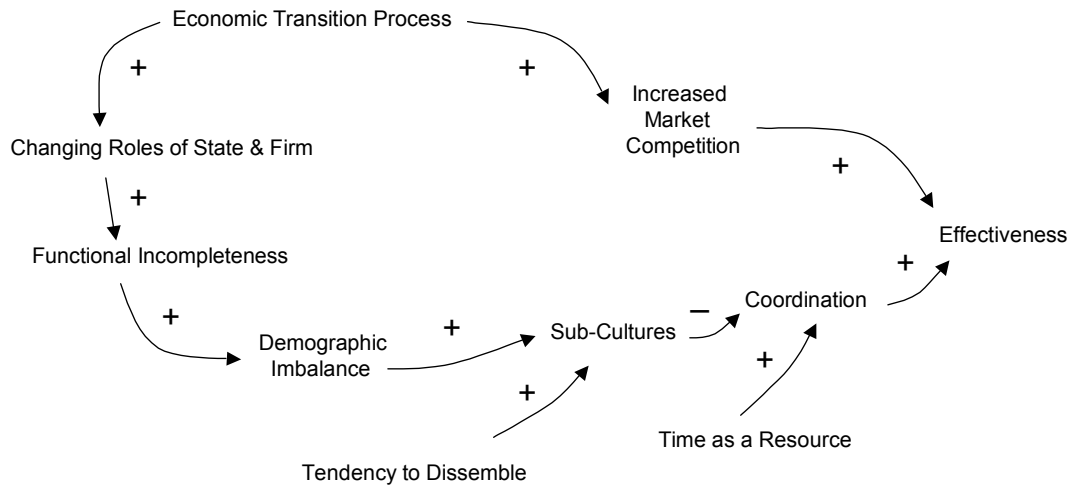 Economic Transition Process
+
+
Increased
Market
Competition
Changing Roles of State & Firm
+
+
Effectiveness
Functional Incompleteness
+
Coordination
+
+
–
Sub-Cultures
Demographic
Imbalance
+
+
Time as a Resource
Tendency to Dissemble